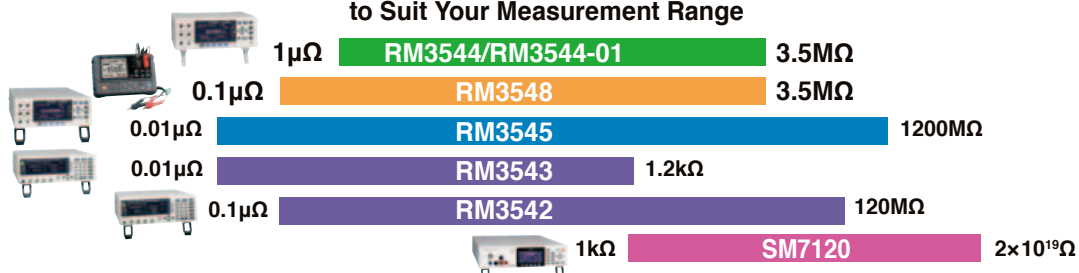 to Suit Your Measurement Range
1μΩ RM3544/RM3544-01 3.5MΩ
0.1μΩ RM3548 3.5MΩ
0.01μΩ RM3545 1200MΩ
0.01μΩ RM3543 1.2kΩ
0.1μΩ RM3542 120MΩ
1kΩ SM7120 2×10¹⁹Ω